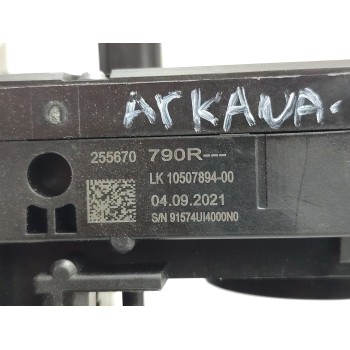 ArKANA.
255670 790R---
LK 10507894-00
04.09.2021
S/N 91574UI4000N0